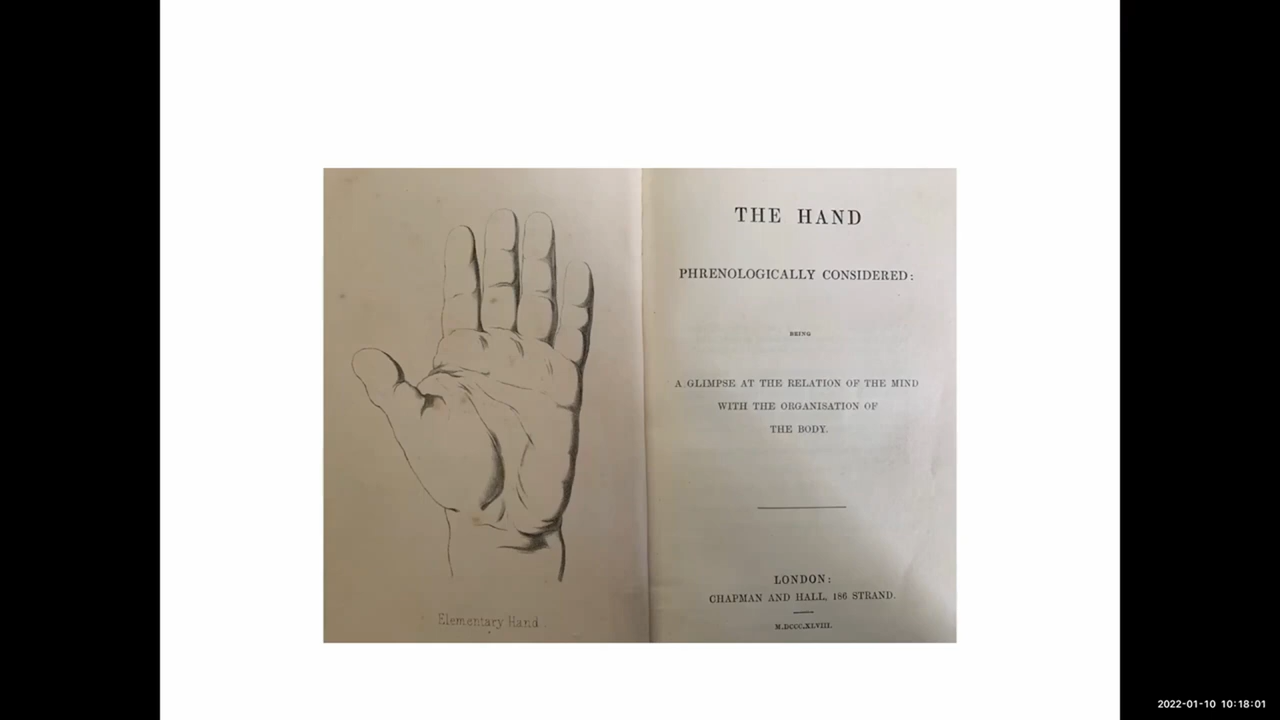 Elementary Hand
THE HAND
PHRENOLOGICALLY CONSIDERED:
BEING
A GLIMPSE AT THE RELATION OF THE MIND
WITH THE ORGANISATION OF
THE BODY.
LONDON:
CHAPMAN AND HALL, 186 STRAND.
M.DCCC.XLVIII.
2022-01-10 10:18:01